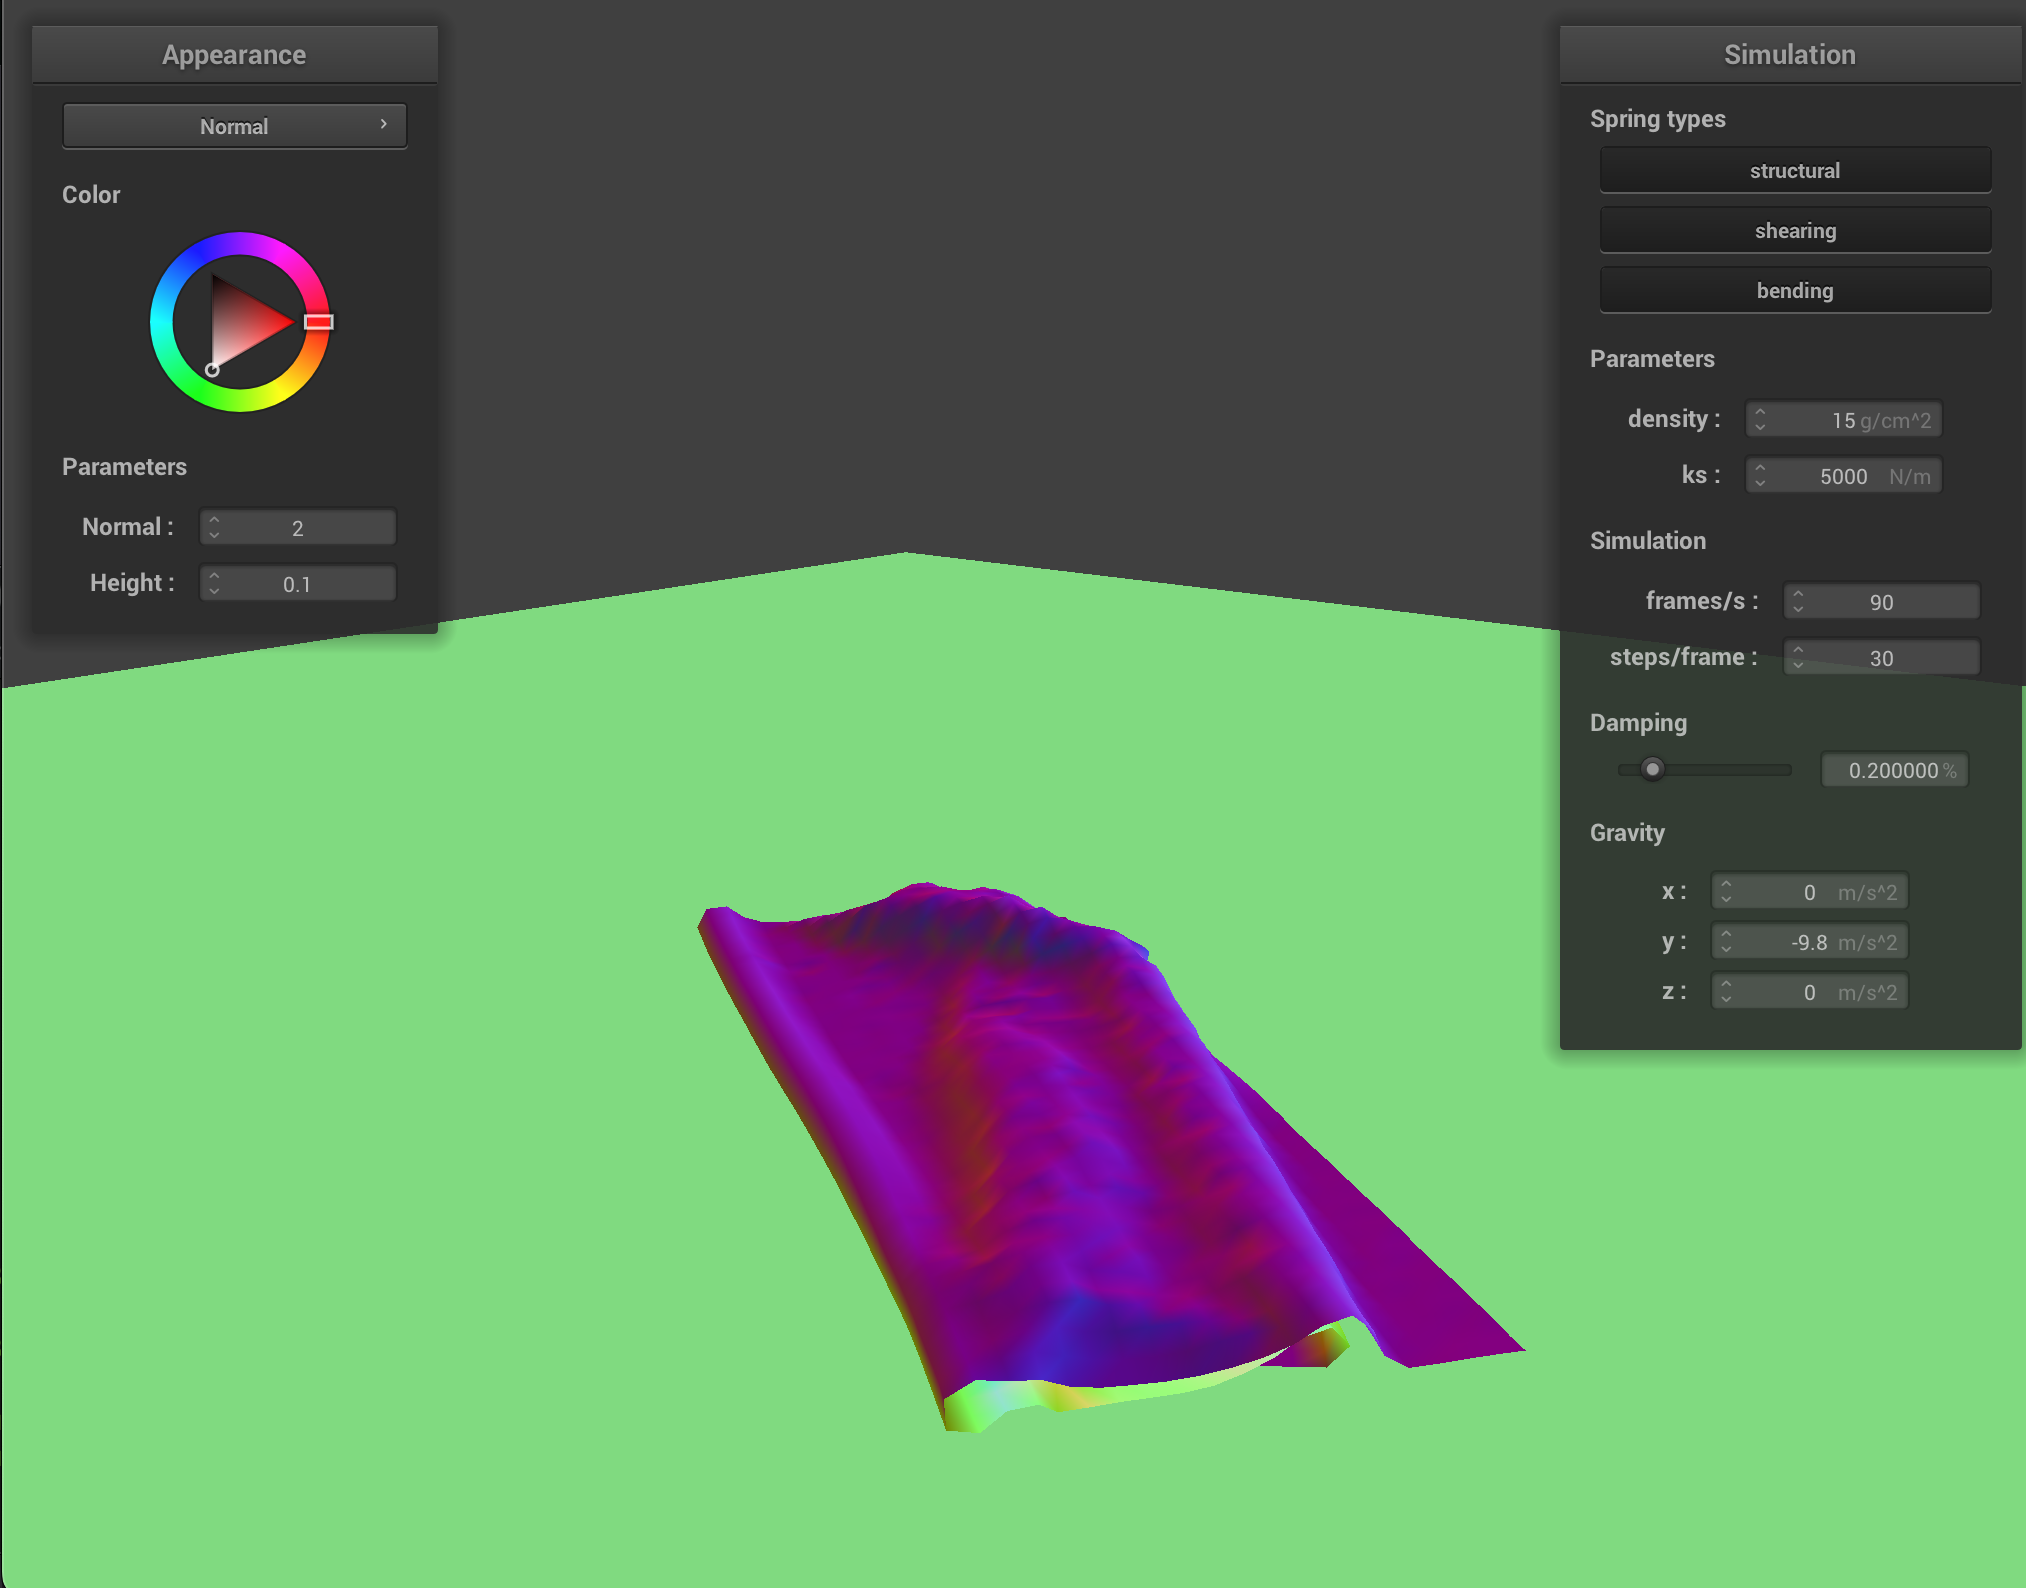 Appearance
Normal
Color
Parameters
Normal : 2
Height : 0.1
Simulation
Spring types
structural
shearing
bending
Parameters
density : 15 g/cm^2
ks : 5000 N/m
Simulation
frames/s : 90
steps/frame : 30
Damping
0.200000 %
Gravity
x : 0 m/s^2
y : -9.8 m/s^2
z : 0 m/s^2